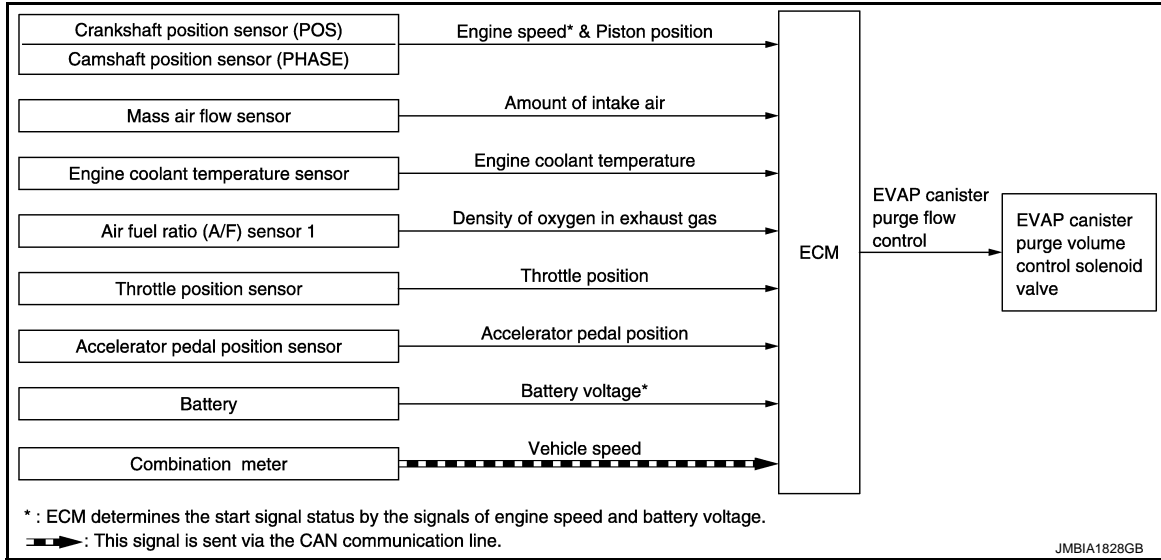 Crankshaft position sensor (POS)
Camshaft position sensor (PHASE)
Engine speed* & Piston position
Mass air flow sensor
Amount of intake air
Engine coolant temperature sensor
Engine coolant temperature
Air fuel ratio (A/F) sensor 1
Density of oxygen in exhaust gas
Throttle position sensor
Throttle position
Accelerator pedal position sensor
Accelerator pedal position
Battery
Battery voltage*
Combination meter
Vehicle speed
ECM
EVAP canister
purge flow
control
EVAP canister
purge volume
control solenoid
valve
* : ECM determines the start signal status by the signals of engine speed and battery voltage.
: This signal is sent via the CAN communication line.
JMBIA1828GB